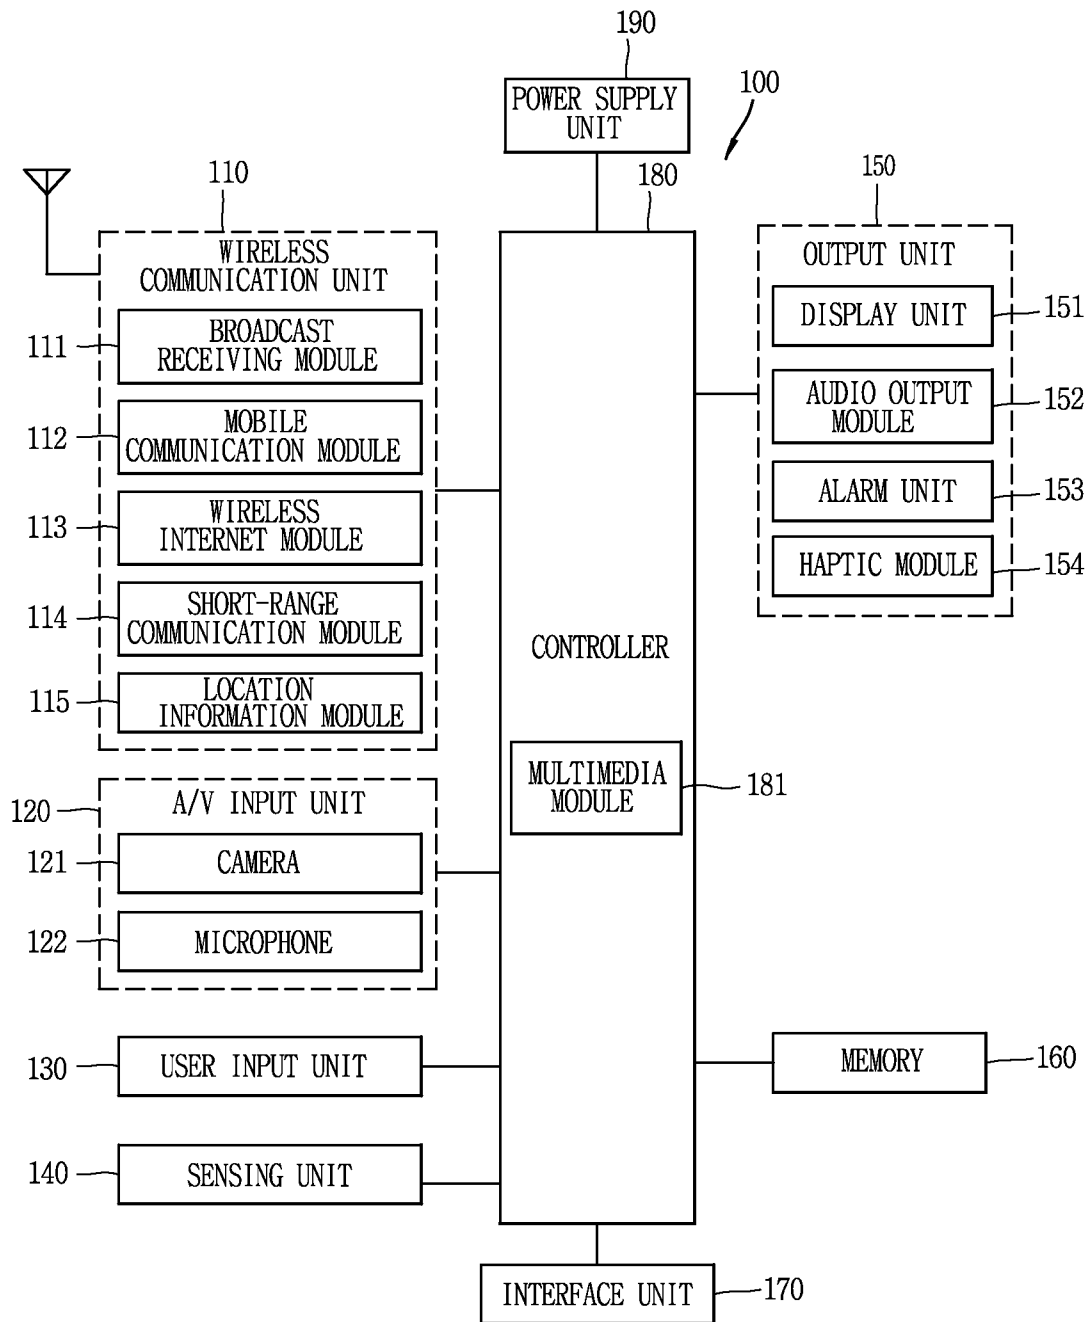 190
POWER SUPPLY
UNIT
100
180
110
WIRELESS
COMMUNICATION UNIT
111
BROADCAST
RECEIVING MODULE
112
MOBILE
COMMUNICATION MODULE
113
WIRELESS
INTERNET MODULE
114
SHORT-RANGE
COMMUNICATION MODULE
115
LOCATION
INFORMATION MODULE
120
A/V INPUT UNIT
121
CAMERA
122
MICROPHONE
130
USER INPUT UNIT
140
SENSING UNIT
CONTROLLER
MULTIMEDIA
MODULE
181
150
OUTPUT UNIT
DISPLAY UNIT
151
AUDIO OUTPUT
MODULE
152
ALARM UNIT
153
HAPTIC MODULE
154
MEMORY
160
INTERFACE UNIT
170